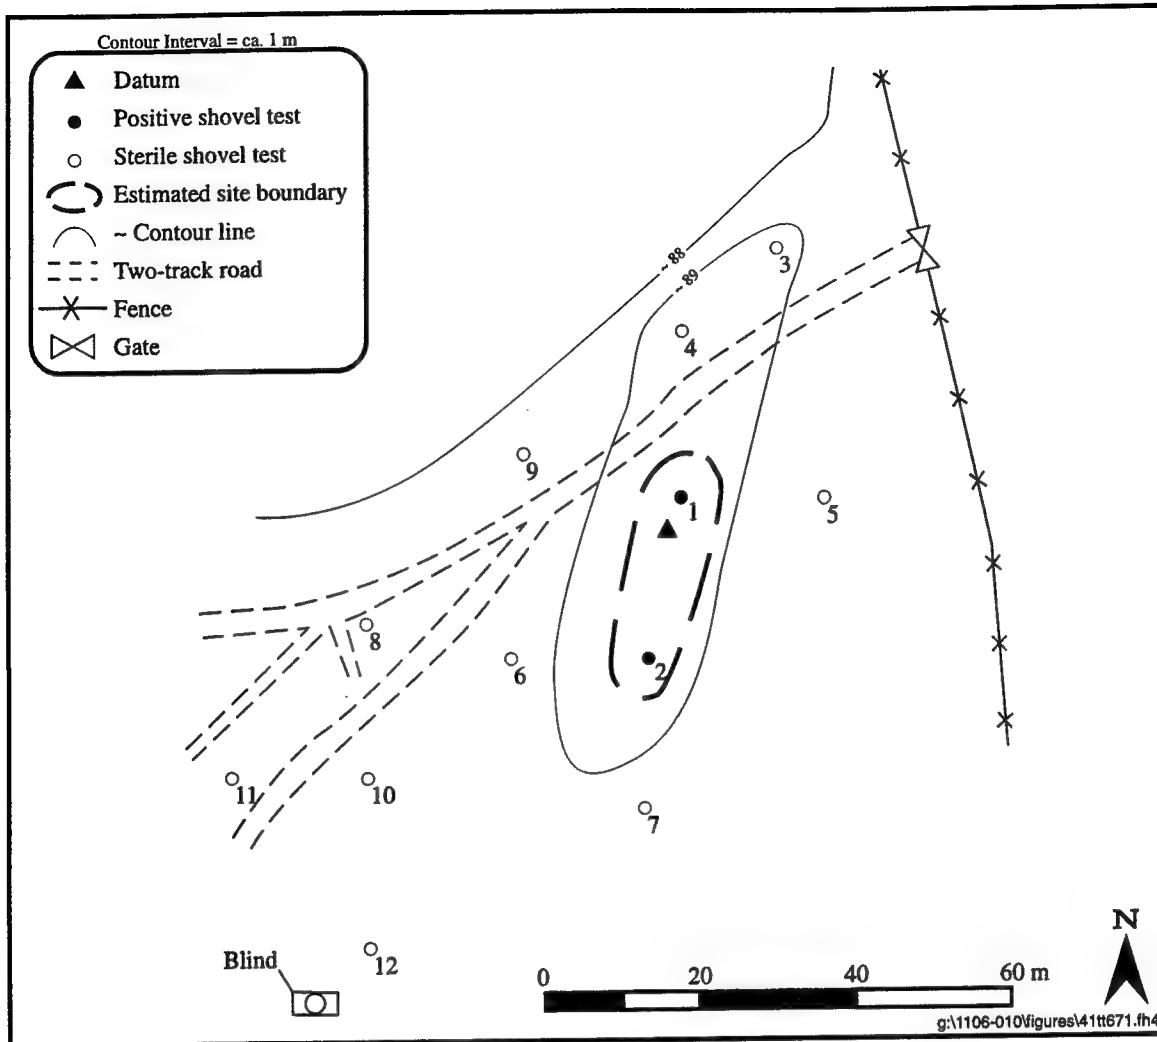 Contour Interval = ca. 1 m
Datum
Positive shovel test
Sterile shovel test
Estimated site boundary
~ Contour line
Two-track road
Fence
Gate
~ 88
~ 89
3
4
9
1
5
8
6
2
11
10
7
12
Blind
N
0 20 40 60 m
g:\1106-010\figures\41tt671.fh4